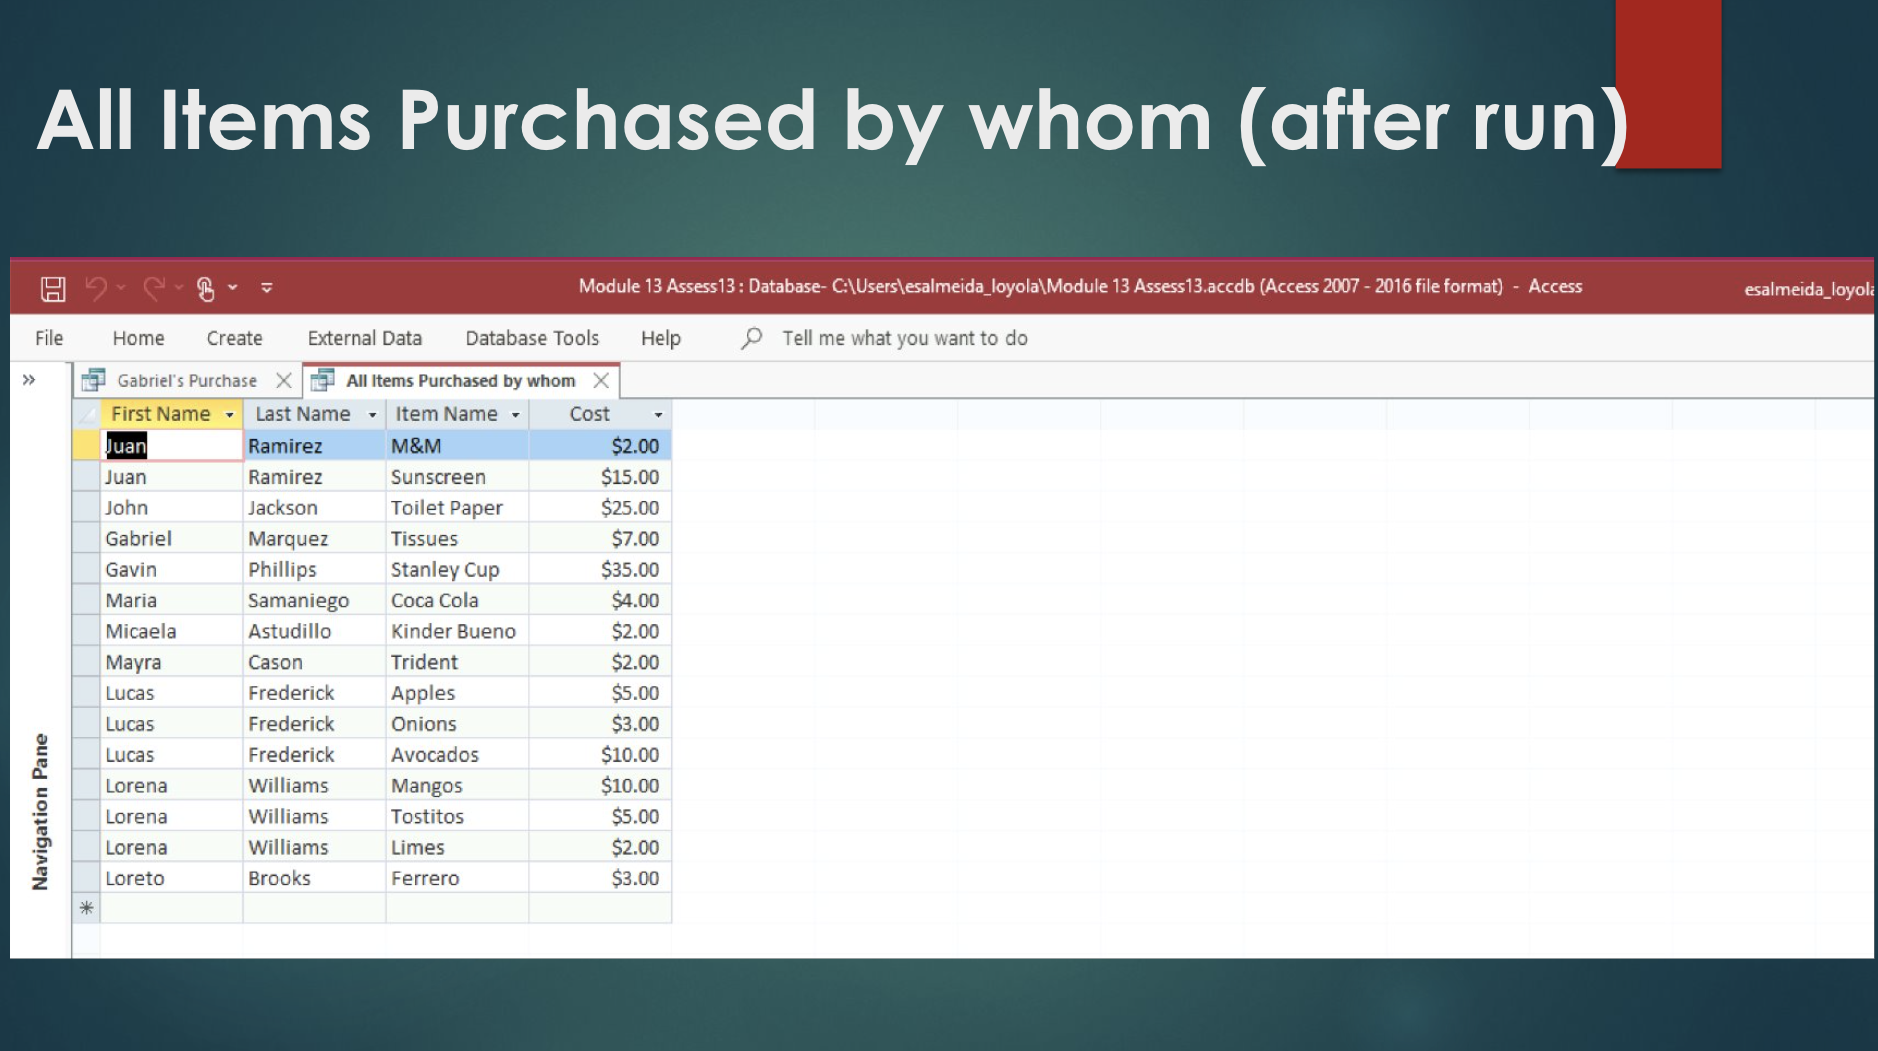 All Items Purchased by whom (after run)
Module 13 Assess13 : Database- C:\Users\esalmeida_loyola\Module 13 Assess13.accdb (Access 2007 - 2016 file format) - Access
esalmeida_loyola
File Home Create External Data Database Tools Help Tell me what you want to do
» Gabriel's Purchase All Items Purchased by whom
First Name Last Name Item Name Cost
Juan Ramirez M&M $2.00
Juan Ramirez Sunscreen $15.00
John Jackson Toilet Paper $25.00
Gabriel Marquez Tissues $7.00
Gavin Phillips Stanley Cup $35.00
Maria Samaniego Coca Cola $4.00
Micaela Astudillo Kinder Bueno $2.00
Mayra Cason Trident $2.00
Lucas Frederick Apples $5.00
Lucas Frederick Onions $3.00
Lucas Frederick Avocados $10.00
Lorena Williams Mangos $10.00
Lorena Williams Tostitos $5.00
Lorena Williams Limes $2.00
Loreto Brooks Ferrero $3.00
Navigation Pane